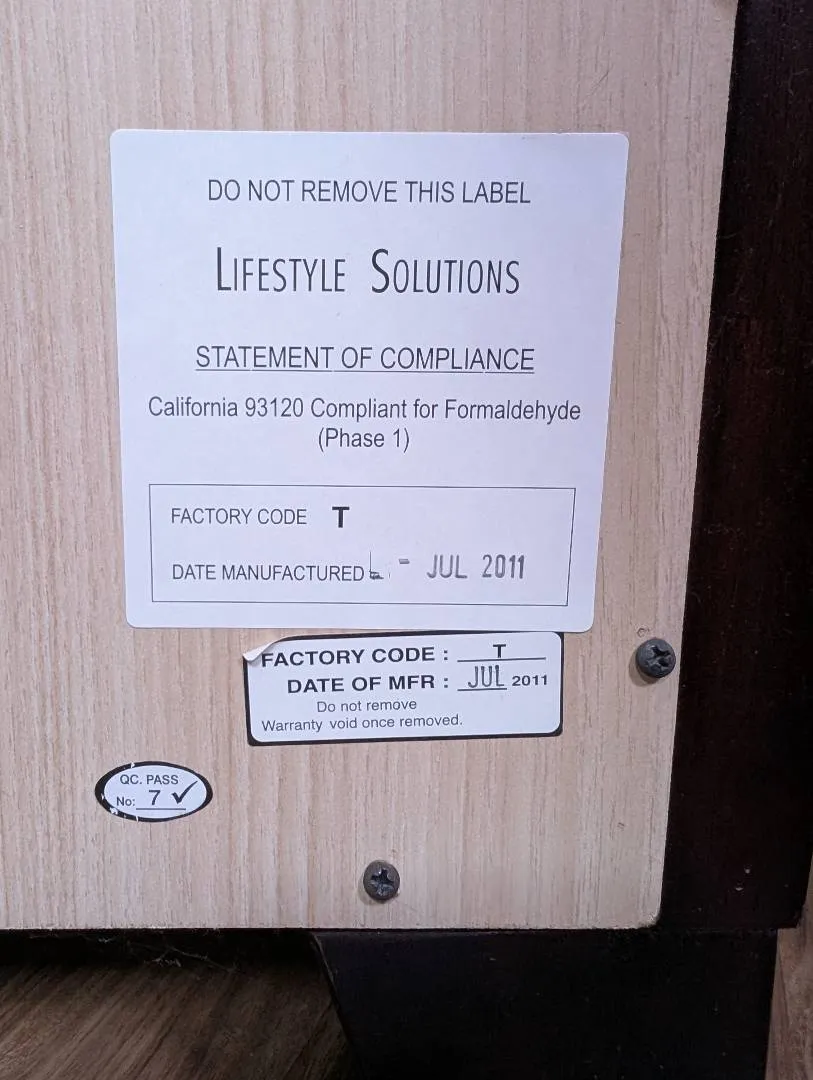 DO NOT REMOVE THIS LABEL
LIFESTYLE SOLUTIONS
STATEMENT OF COMPLIANCE
California 93120 Compliant for Formaldehyde
(Phase 1)
FACTORY CODE T
DATE MANUFACTURED - JUL 2011
FACTORY CODE : T
DATE OF MFR : JUL 2011
Do not remove
Warranty void once removed.
QC. PASS
No: 7 ✓